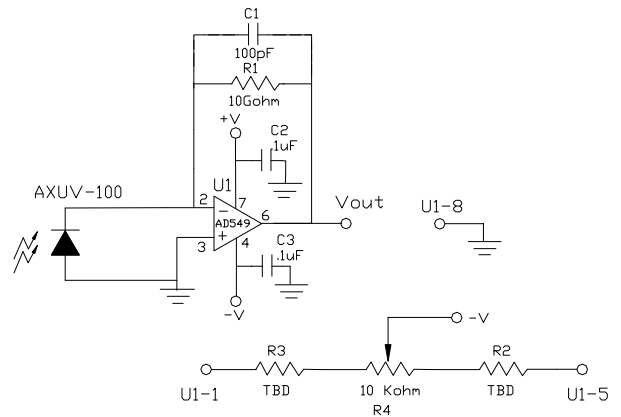 C1
100pF
R1
10Gohm
+V
C2
.1uF
AXUV-100
U1
2
7
6
AD549
3
4
Vout
U1-8
C3
.1uF
-V
-V
R3
R2
U1-1
TBD
10 Kohm
TBD
U1-5
R4